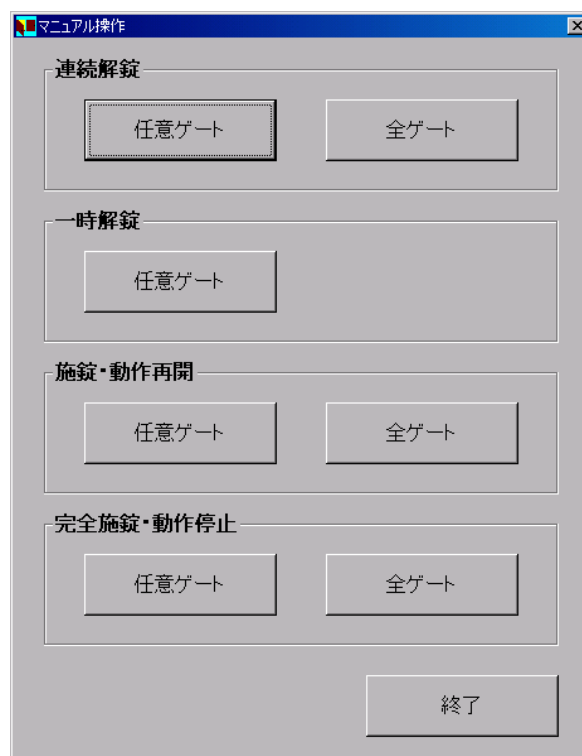 マニュアル操作
連続解錠
任意ゲート 全ゲート
一時解錠
任意ゲート
施錠・動作再開
任意ゲート 全ゲート
完全施錠・動作停止
任意ゲート 全ゲート
終了